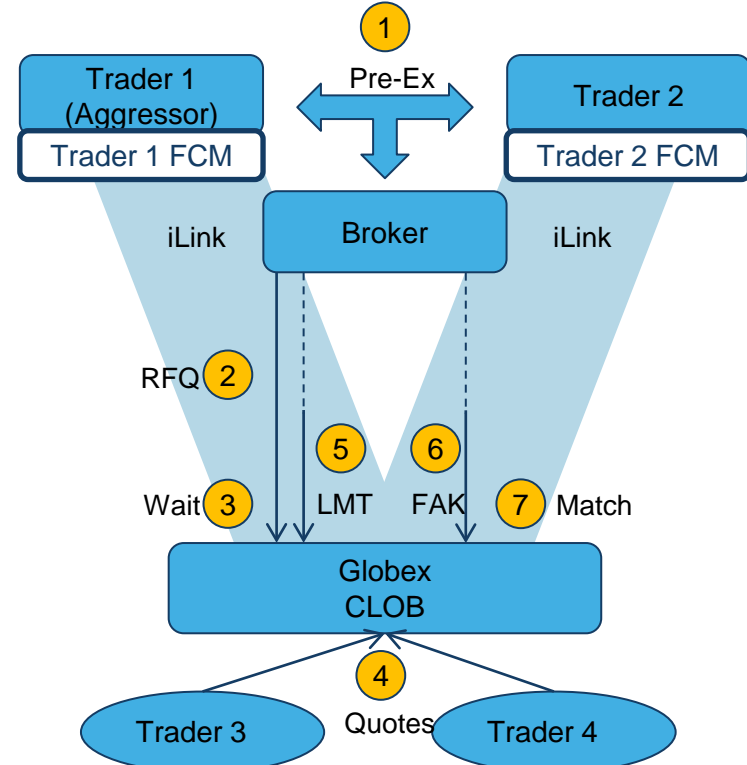 1
Pre-Ex
Trader 1
(Aggressor)
Trader 1 FCM
Trader 2
Trader 2 FCM
iLink
Broker
iLink
RFQ
2
5
6
Wait
3
LMT
FAK
7
Match
Globex
CLOB
4
Quotes
Trader 3
Trader 4